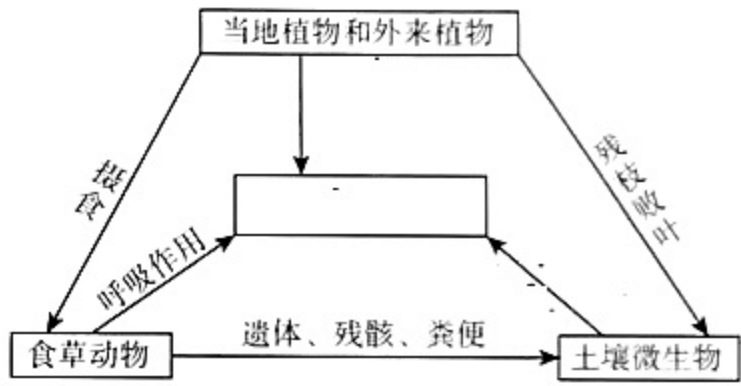 当地植物和外来植物
摄食
残枝败叶
呼吸作用
遗体、残骸、粪便
食草动物
土壤微生物